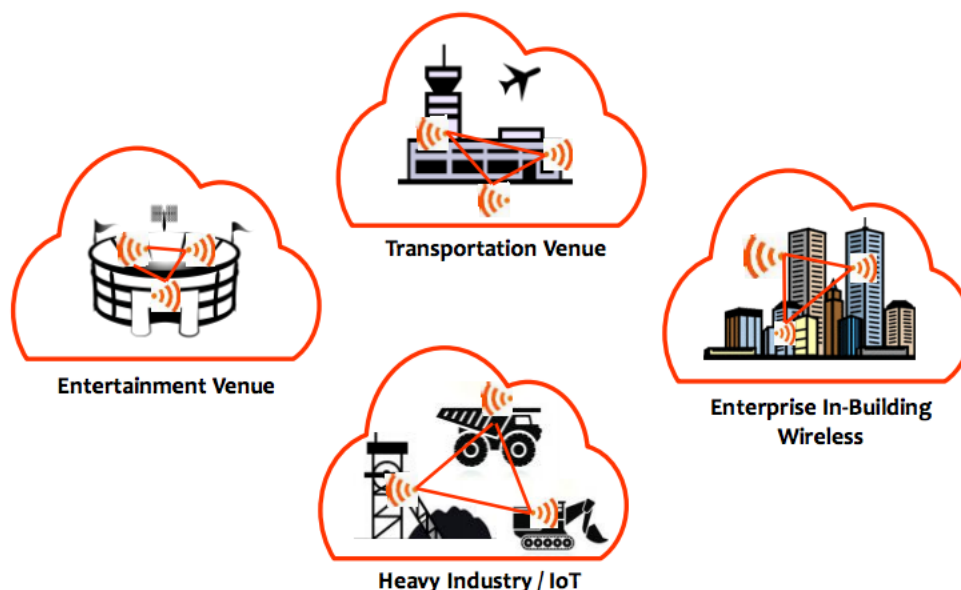 Transportation Venue
Entertainment Venue
Enterprise In-Building
Wireless
Heavy Industry / IoT